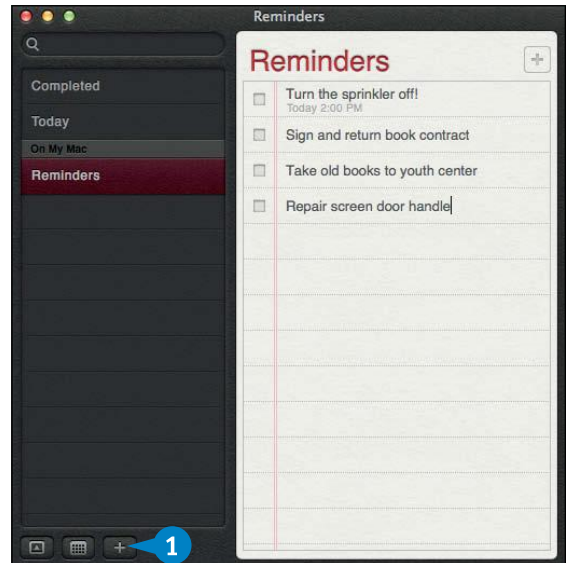 Reminders
Completed
Today
On My Mac
Reminders
Reminders
Turn the sprinkler off!
Today 2:00 PM
Sign and return book contract
Take old books to youth center
Repair screen door handle
1